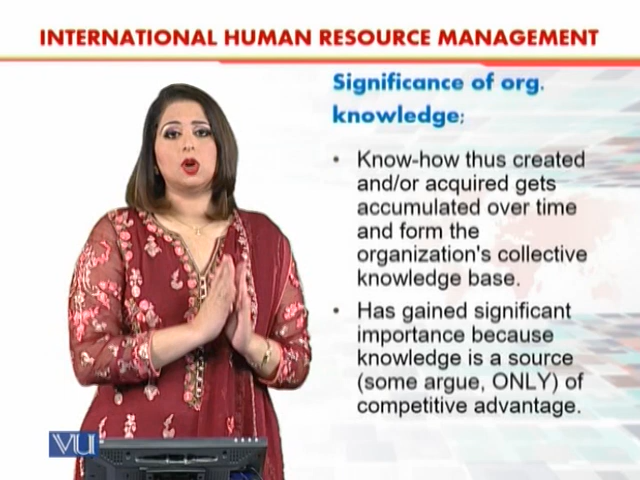 INTERNATIONAL HUMAN RESOURCE MANAGEMENT
Significance of org.
knowledge;
• Know-how thus created
and/or acquired gets
accumulated over time
and form the
organization's collective
knowledge base.
• Has gained significant
importance because
knowledge is a source
(some argue, ONLY) of
competitive advantage.
VU